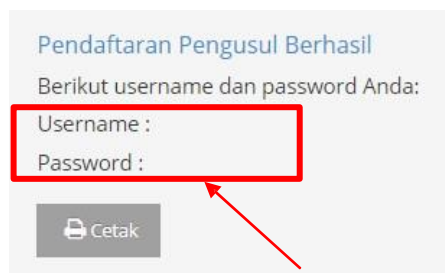 Pendaftaran Pengusul Berhasil
Berikut username dan password Anda:
Username :
Password :
Cetak